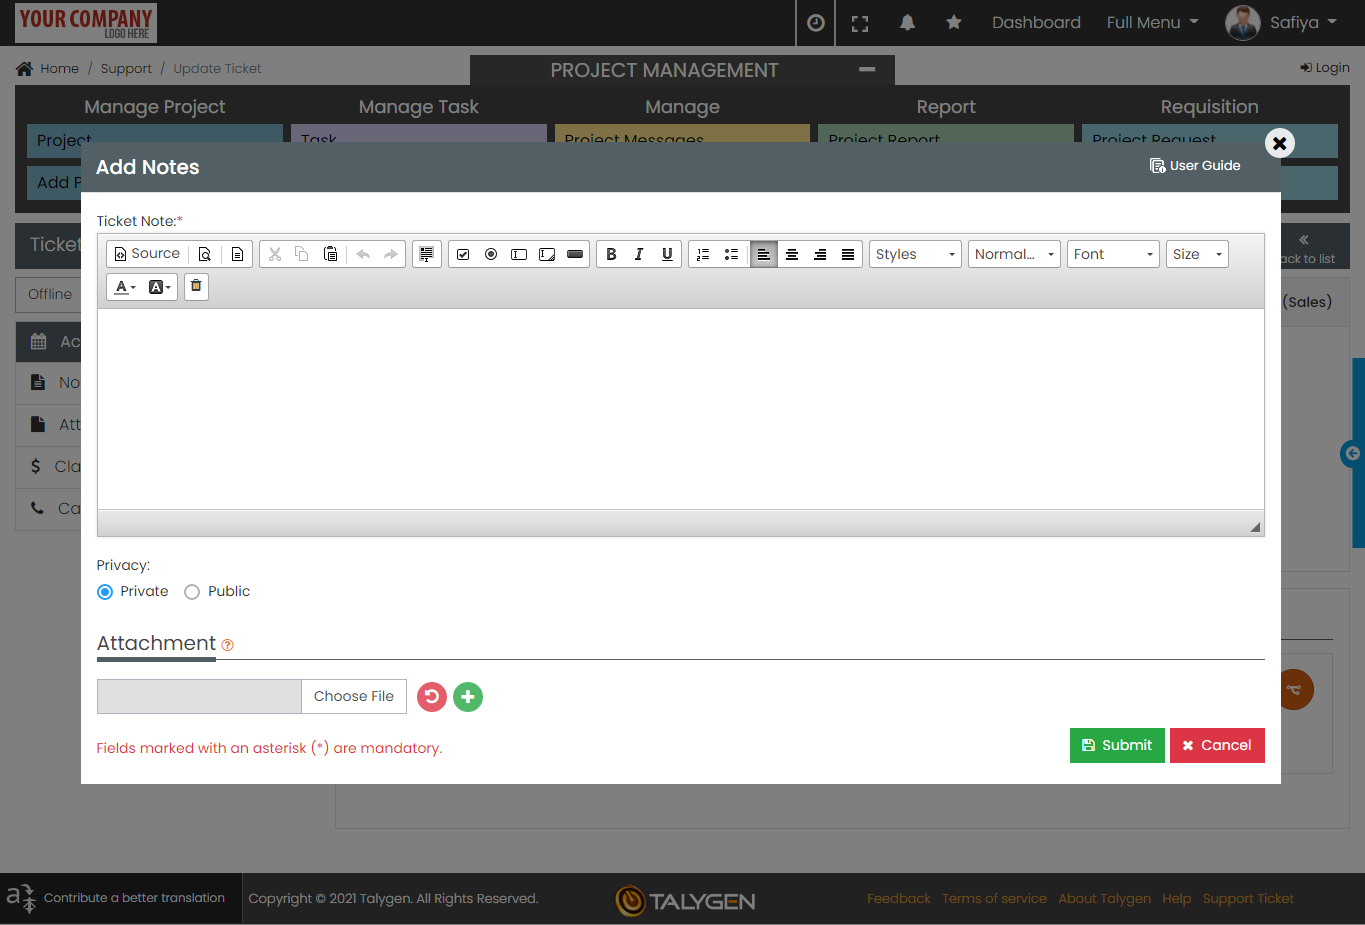 YOUR COMPANY
LOGO HERE
Dashboard
Full Menu
Safiya
Home / Support / Update Ticket
PROJECT MANAGEMENT
Login
Manage Project
Manage Task
Manage
Report
Requisition
Project
Task
Project Messages
Project Report
Project Request
Add P
Add Notes
User Guide
Ticket
ack to list
Offline
(Sales)
Ac
No
Att
$ Cla
Ca
Ticket Note:*
Source
B I U
Styles
Normal...
Font
Size
A
A
Privacy:
Private
Public
Attachment ?
Choose File
Fields marked with an asterisk (*) are mandatory.
Submit
Cancel
Contribute a better translation
Copyright © 2021 Talygen. All Rights Reserved.
TALYGEN
Feedback
Terms of service
About Talygen
Help
Support Ticket